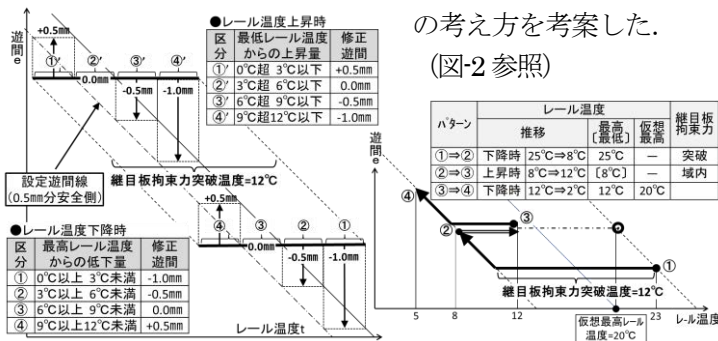 の考え方を考案した.
(図-2 参照)
遊間e
+0.5mm
①' ②' ③' ④'
0.0mm
-0.5mm
-1.0mm
●レール温度上昇時
区分 最低レール温度からの上昇量 修正遊間
①' 0℃超 3℃以下 +0.5mm
②' 3℃超 6℃以下 0.0mm
③' 6℃超 9℃以下 -0.5mm
④' 9℃超12℃以下 -1.0mm
設定遊間線
(0.5mm分安全側)
継目板拘束力突破温度=12℃
+0.5mm
④ ③ ② ①
0.0mm
-0.5mm
-1.0mm
●レール温度下降時
区分 最高レール温度からの低下量 修正遊間
① 0℃以上 3℃未満 -1.0mm
② 3℃以上 6℃未満 -0.5mm
③ 6℃以上 9℃未満 0.0mm
④ 9℃以上12℃未満 +0.5mm
レール温度t
パターン レール温度 継目板拘束力
推移 最高〔最低〕 仮想最高
①⇒② 下降時 25℃⇒8℃ 25℃ ― 突破
②⇒③ 上昇時 8℃⇒12℃ 〔8℃〕 ― 域内
③⇒④ 下降時 12℃⇒2℃ 12℃ 20℃
遊間e
④
③
②
①
継目板拘束力突破温度=12℃
5 8 12 23
レール温度
仮想最高レール
温度=20℃